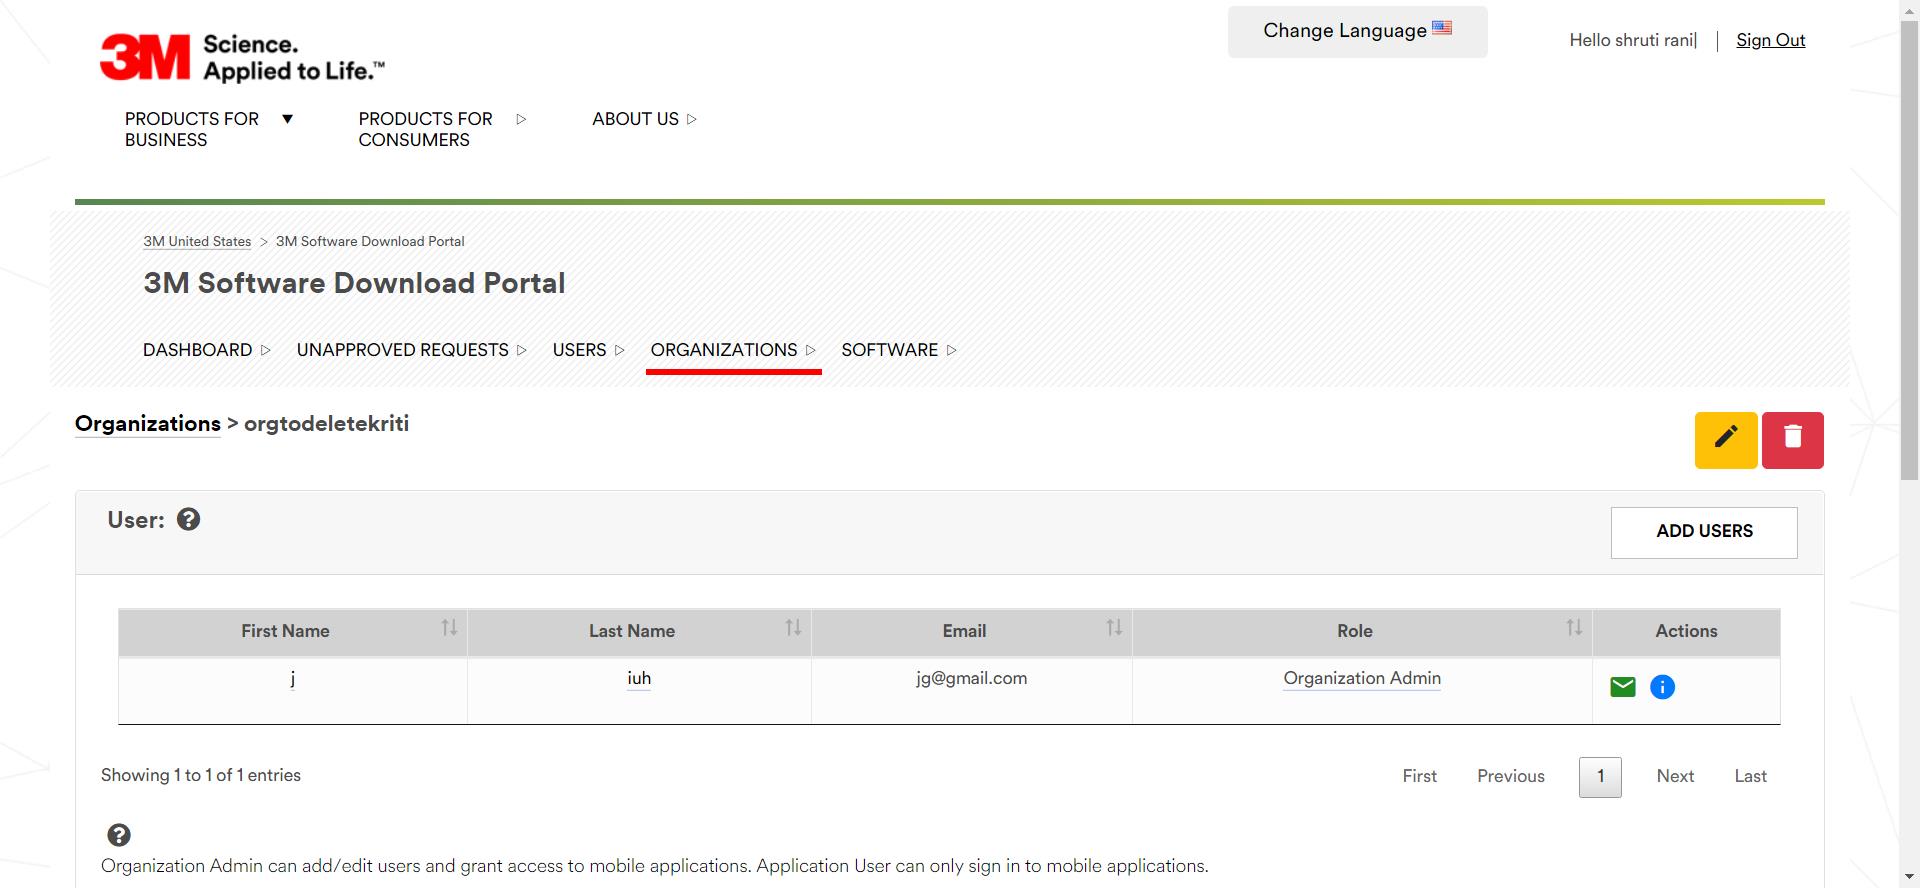 Change Language
Hello shruti rani| | Sign Out
3M Science.
Applied to Life.™
PRODUCTS FOR
BUSINESS
PRODUCTS FOR
CONSUMERS
ABOUT US
3M United States > 3M Software Download Portal
3M Software Download Portal
DASHBOARD UNAPPROVED REQUESTS USERS ORGANIZATIONS SOFTWARE
Organizations > orgtodeletekriti
User: ?
ADD USERS
First Name Last Name Email Role Actions
j iuh jg@gmail.com Organization Admin
Showing 1 to 1 of 1 entries
First Previous 1 Next Last
?
Organization Admin can add/edit users and grant access to mobile applications. Application User can only sign in to mobile applications.